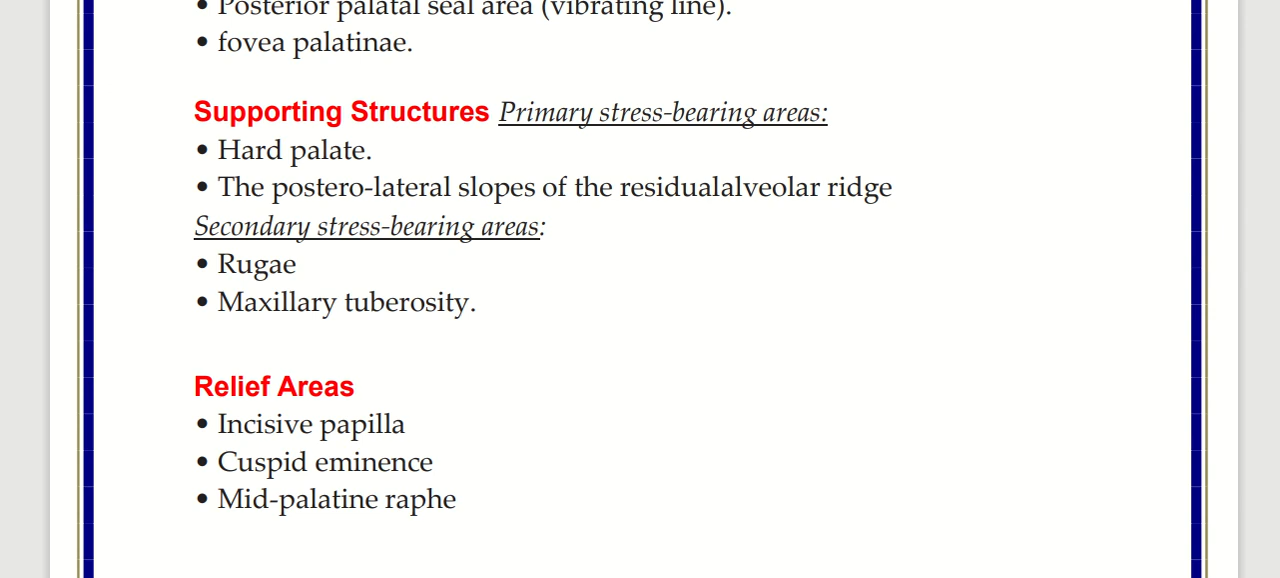 • Posterior palatal seal area (vibrating line).
• fovea palatinae.
Supporting Structures Primary stress-bearing areas:
• Hard palate.
• The postero-lateral slopes of the residualalveolar ridge
Secondary stress-bearing areas:
• Rugae
• Maxillary tuberosity.
Relief Areas
• Incisive papilla
• Cuspid eminence
• Mid-palatine raphe